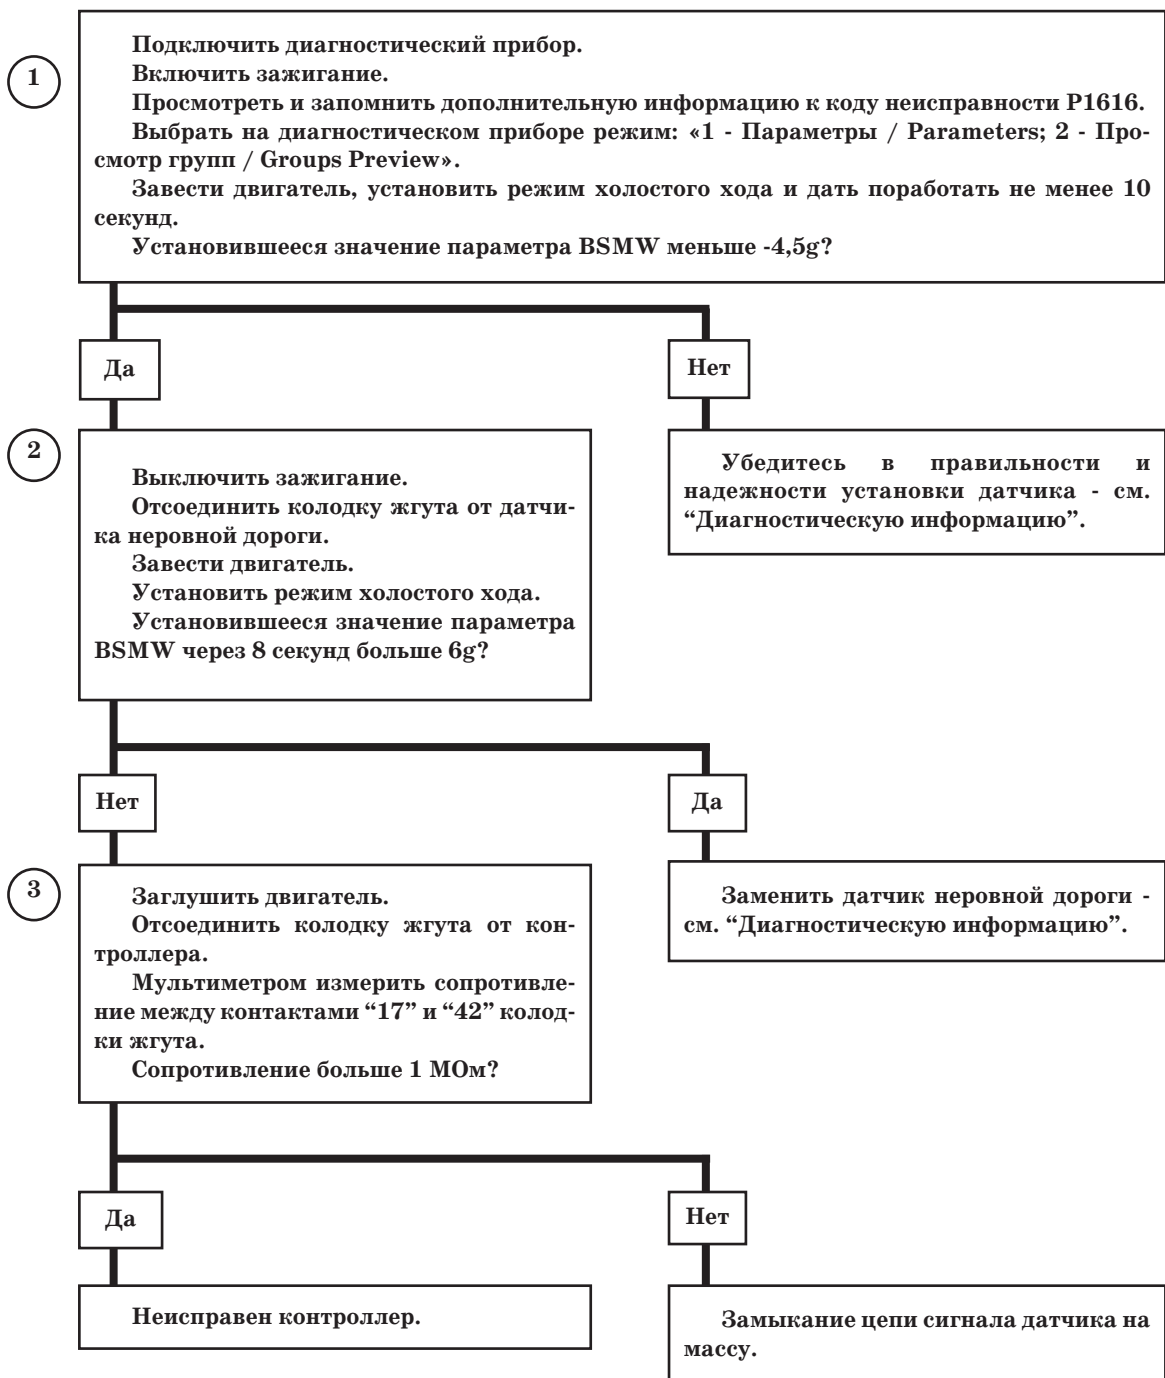 1
Подключить диагностический прибор.
Включить зажигание.
Просмотреть и запомнить дополнительную информацию к коду неисправности Р1616.
Выбрать на диагностическом приборе режим: «1 - Параметры / Parameters; 2 - Про-
смотр групп / Groups Preview».
Завести двигатель, установить режим холостого хода и дать поработать не менее 10
секунд.
Установившееся значение параметра BSMW меньше -4,5g?
Да
Нет
2
Выключить зажигание.
Отсоединить колодку жгута от датчи-
ка неровной дороги.
Завести двигатель.
Установить режим холостого хода.
Установившееся значение параметра
BSMW через 8 секунд больше 6g?
Убедитесь в правильности и
надежности установки датчика - см.
“Диагностическую информацию”.
Нет
Да
3
Заглушить двигатель.
Отсоединить колодку жгута от кон-
троллера.
Мультиметром измерить сопротивле-
ние между контактами “17” и “42” колод-
ки жгута.
Сопротивление больше 1 МОм?
Заменить датчик неровной дороги -
см. “Диагностическую информацию”.
Да
Нет
Неисправен контроллер.
Замыкание цепи сигнала датчика на
массу.